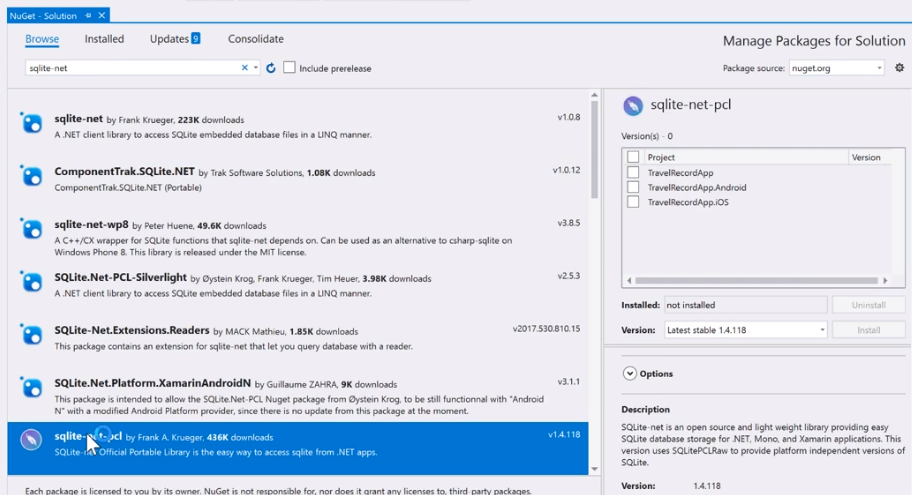 NuGet - Solution
Browse Installed Updates 9 Consolidate
Manage Packages for Solution
sqlite-net
Include prerelease
Package source: nuget.org
sqlite-net by Frank Krueger, 223K downloads v1.0.8
A .NET client library to access SQLite embedded database files in a LINQ manner.
ComponentTrak.SQLite.NET by Trak Software Solutions, 1.08K downloads v1.0.12
ComponentTrak.SQLite.NET (Portable)
sqlite-net-wp8 by Peter Huene, 49.6K downloads v3.8.5
A C++/CX wrapper for SQLite functions that sqlite-net depends on. Can be used as an alternative to csharp-sqlite on
Windows Phone 8. This library is released under the MIT license.
SQLite.Net-PCL-Silverlight by Øystein Krog, Frank Krueger, Tim Heuer, 3.98K downloads v2.5.3
A .NET client library to access SQLite embedded database files in a LINQ manner.
SQLite-Net.Extensions.Readers by MACK Mathieu, 1.85K downloads v2017.530.810.15
This package contains an extension for sqlite-net that let you query database with a reader.
SQLite.Net.Platform.XamarinAndroidN by Guillaume ZAHRA, 9K downloads v3.1.1
This package is intended to allow the SQLite.Net-PCL Nuget package from Øystein Krog, to be still functionnal with "Android
N" with a modified Android Platform provider, since there is no update from this package at the moment.
sqlite-net-pcl by Frank A. Krueger, 436K downloads v1.4.118
SQLite-net Official Portable Library is the easy way to access sqlite from .NET apps.
Each package is licensed to you by its owner. NuGet is not responsible for, nor does it grant any licenses to, third-party packages.
sqlite-net-pcl
Version(s) - 0
Project Version
TravelRecordApp
TravelRecordApp.Android
TravelRecordApp.iOS
Installed: not installed Uninstall
Version: Latest stable 1.4.118 Install
Options
Description
SQLite-net is an open source and light weight library providing easy
SQLite database storage for .NET, Mono, and Xamarin applications. This
version uses SQLitePCLRaw to provide platform independent versions of
SQLite.
Version: 1.4.118